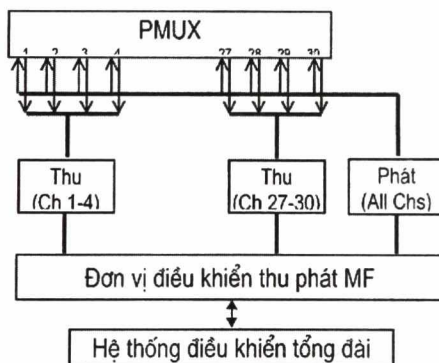 PMUX
1 2 3 4 27 28 29 30
Thu
(Ch 1-4)
Thu
(Ch 27-30)
Phát
(All Chs)
Đơn vị điều khiển thu phát MF
Hệ thống điều khiển tổng đài